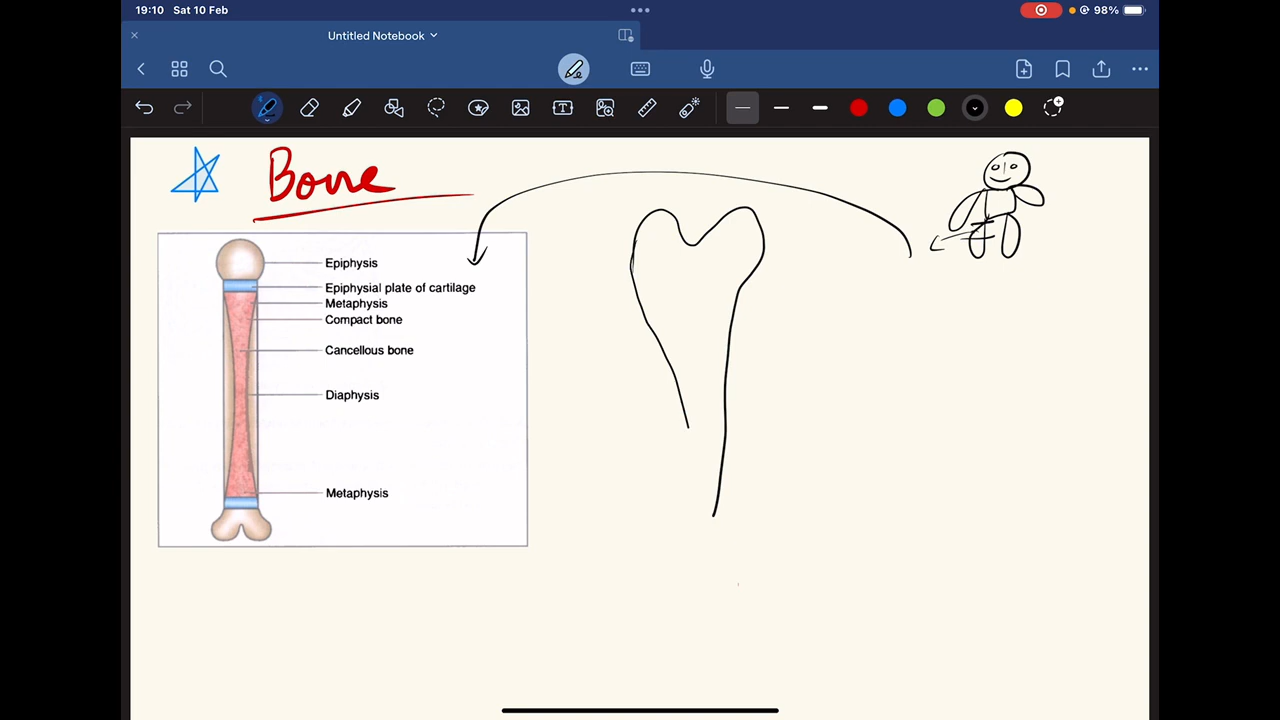 19:10 Sat 10 Feb
98%
Untitled Notebook
Bone
Epiphysis
Epiphysial plate of cartilage
Metaphysis
Compact bone
Cancellous bone
Diaphysis
Metaphysis